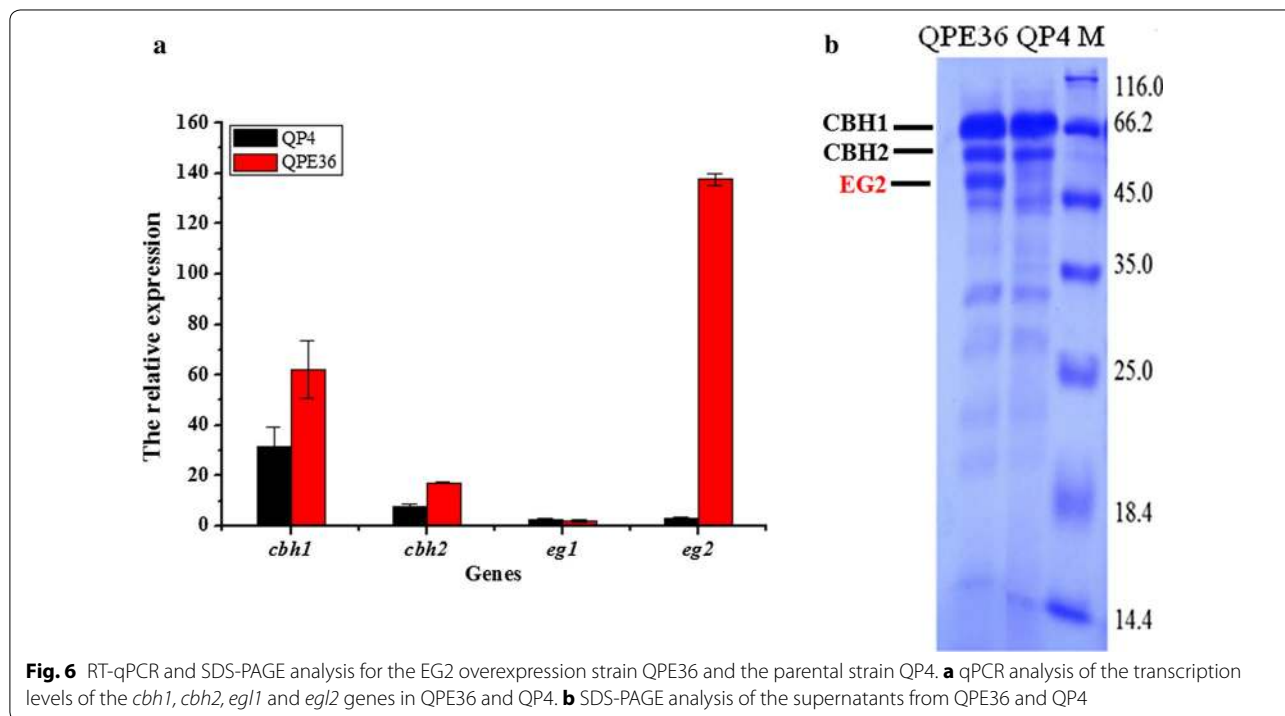 a
160
140
120
100
80
60
40
20
0
The relative expression
QP4
QPE36
cbh1 cbh2 eg1 eg2
Genes
b
QPE36 QP4 M
CBH1
CBH2
EG2
116.0
66.2
45.0
35.0
25.0
18.4
14.4
Fig. 6 RT-qPCR and SDS-PAGE analysis for the EG2 overexpression strain QPE36 and the parental strain QP4. a qPCR analysis of the transcription
levels of the cbh1, cbh2, egl1 and egl2 genes in QPE36 and QP4. b SDS-PAGE analysis of the supernatants from QPE36 and QP4